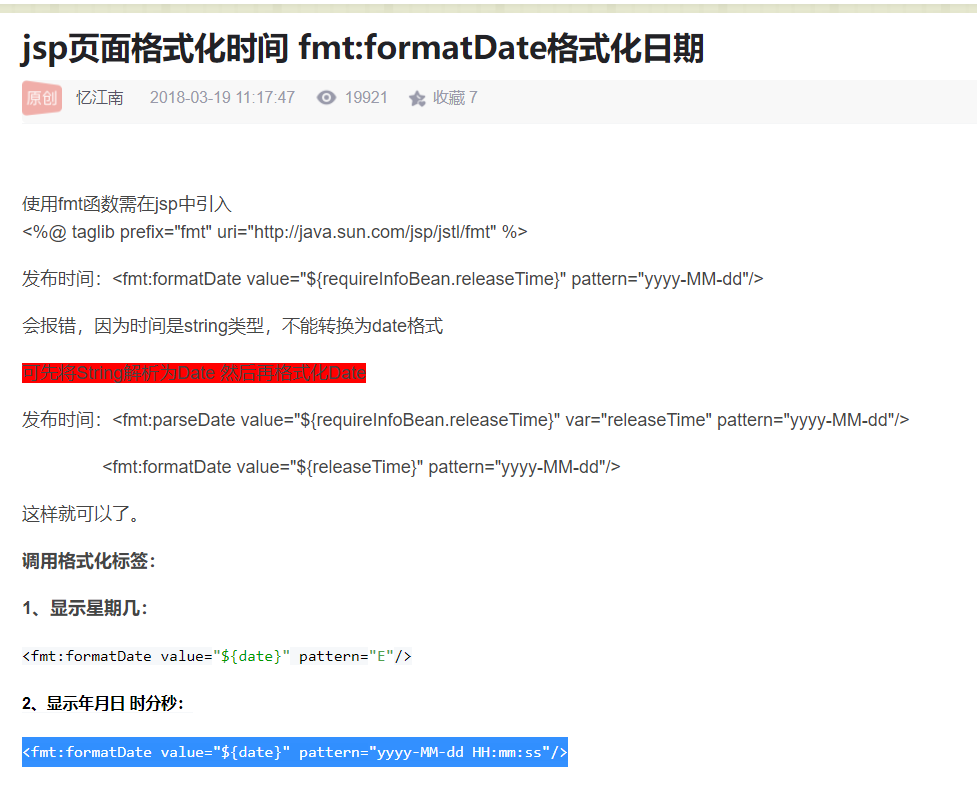 jsp页面格式化时间 fmt:formatDate格式化日期
原创 忆江南 2018-03-19 11:17:47 19921 收藏 7
使用fmt函数需在jsp中引入
<%@ taglib prefix="fmt" uri="http://java.sun.com/jsp/jstl/fmt" %>
发布时间：<fmt:formatDate value="${requireInfoBean.releaseTime}" pattern="yyyy-MM-dd"/>
会报错，因为时间是string类型，不能转换为date格式
可先将String解析为Date 然后再格式化Date
发布时间：<fmt:parseDate value="${requireInfoBean.releaseTime}" var="releaseTime" pattern="yyyy-MM-dd"/>
<fmt:formatDate value="${releaseTime}" pattern="yyyy-MM-dd"/>
这样就可以了。
调用格式化标签：
1、显示星期几：
<fmt:formatDate value="${date}" pattern="E"/>
2、显示年月日 时分秒：
<fmt:formatDate value="${date}" pattern="yyyy-MM-dd HH:mm:ss"/>